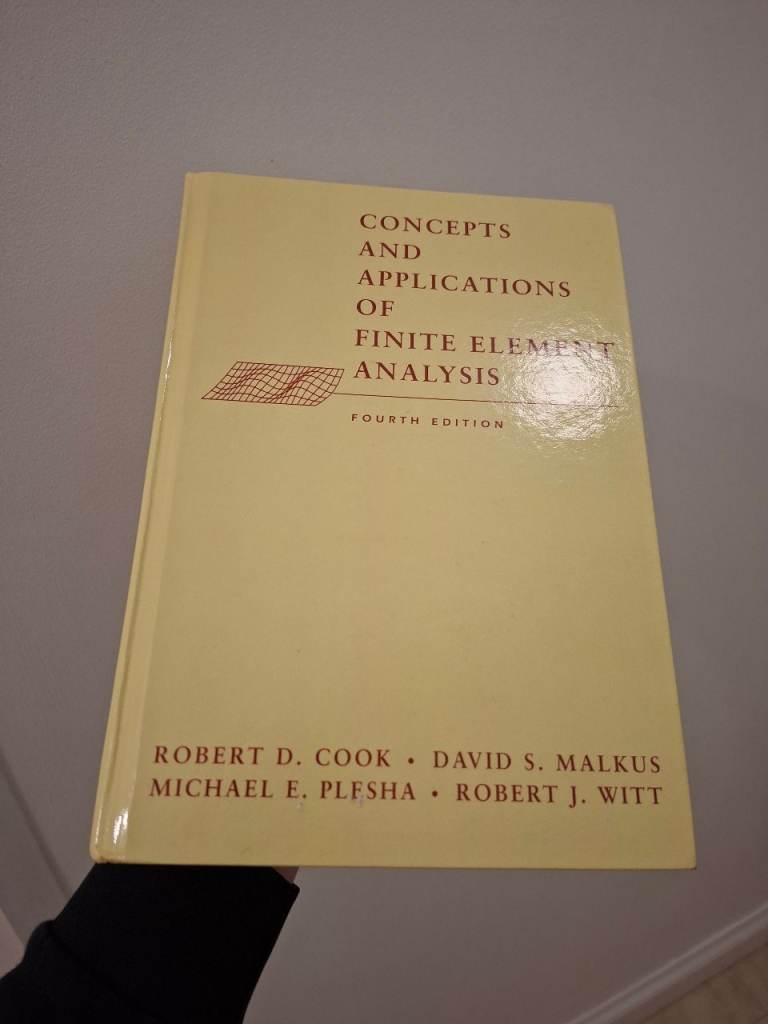 CONCEPTS
AND
APPLICATIONS
OF
FINITE ELEMENT
ANALYSIS
FOURTH EDITION
ROBERT D. COOK • DAVID S. MALKUS
MICHAEL E. PLESHA • ROBERT J. WITT